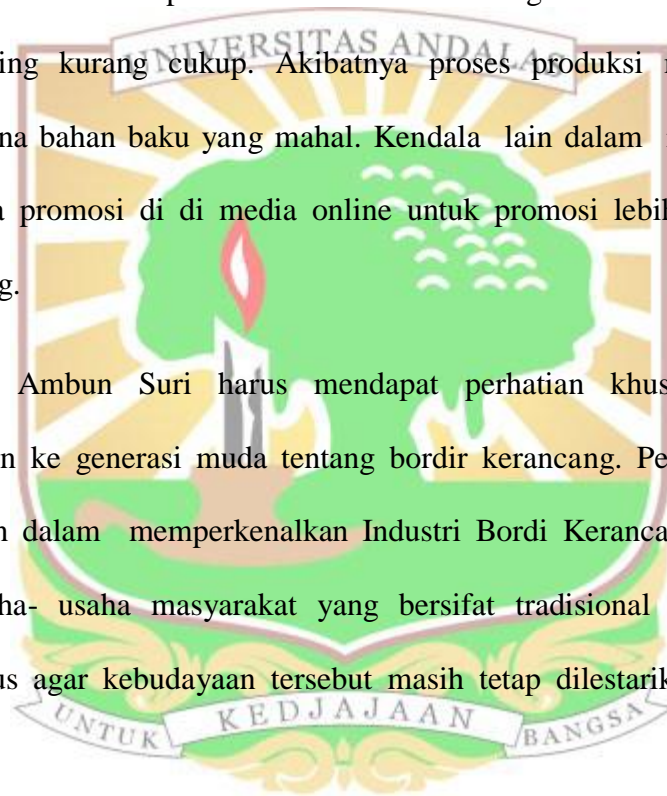 UNIVERSITAS ANDALAS
ing kurang cukup. Akibatnya proses produksi
na bahan baku yang mahal. Kendala lain dalam
a promosi di di media online untuk promosi lebih
g.
Ambun Suri harus mendapat perhatian khus
n ke generasi muda tentang bordir kerancang. Pe
n dalam memperkenalkan Industri Bordi Keranca
ha- usaha masyarakat yang bersifat tradisional
us agar kebudayaan tersebut masih tetap dilestarik
UNTUK KEDJAJAAN BANGSA